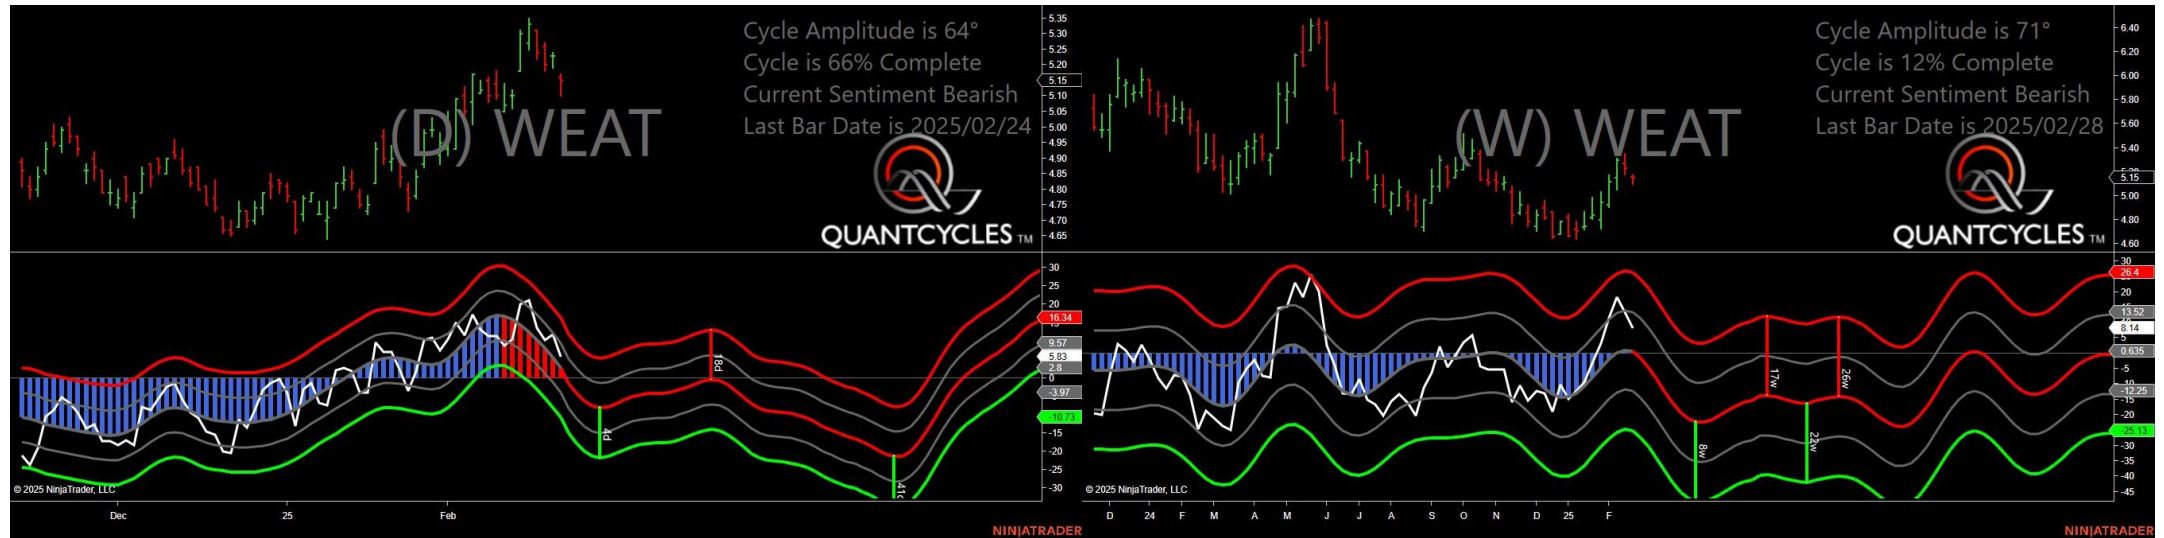 Cycle Amplitude is 64°
Cycle is 66% Complete
Current Sentiment Bearish
Last Bar Date is 2025/02/24
(D) WEAT
QUANTCYCLES TM
5.35
5.30
5.25
5.20
5.15
5.10
5.05
5.00
4.95
4.90
4.85
4.80
4.75
4.70
4.65
30
25
20
16.34
9.57
5.83
2.8
0
-3.97
-10.73
-15
-20
-25
-30
18d
4d
© 2025 NinjaTrader, LLC
Dec
25
Feb
NINJATRADER
Cycle Amplitude is 71°
Cycle is 12% Complete
Current Sentiment Bearish
Last Bar Date is 2025/02/28
(W) WEAT
QUANTCYCLES TM
6.40
6.20
6.00
5.80
5.60
5.40
5.15
5.00
4.80
4.60
30
26.4
20
13.52
8.14
0.635
-5
-12.25
-15
-20
-25.13
-30
-35
-40
-45
17w
26w
8w
22w
© 2025 NinjaTrader, LLC
D 24 F M A M J J A S O N D 25 F
NINJATRADER